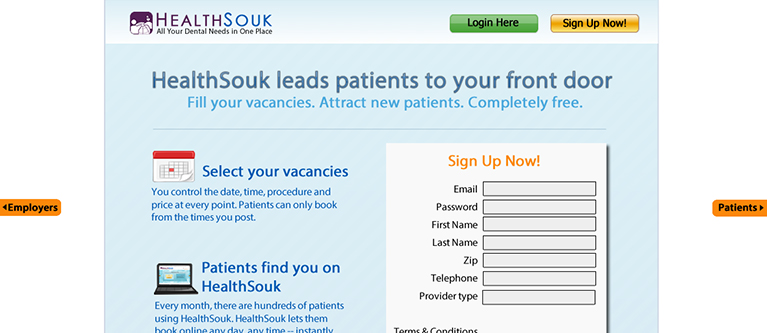 HEALTHSOUK
All Your Dental Needs in One Place
Login Here
Sign Up Now!
HealthSouk leads patients to your front door
Fill your vacancies. Attract new patients. Completely free.
Select your vacancies
You control the date, time, procedure and
price at every point. Patients can only book
from the times you post.
Patients find you on
HealthSouk
Every month, there are hundreds of patients
using HealthSouk. HealthSouk lets them
book online any day, any time -- instantly
Sign Up Now!
Email
Password
First Name
Last Name
Zip
Telephone
Provider type
Terms & Conditions
Employers
Patients